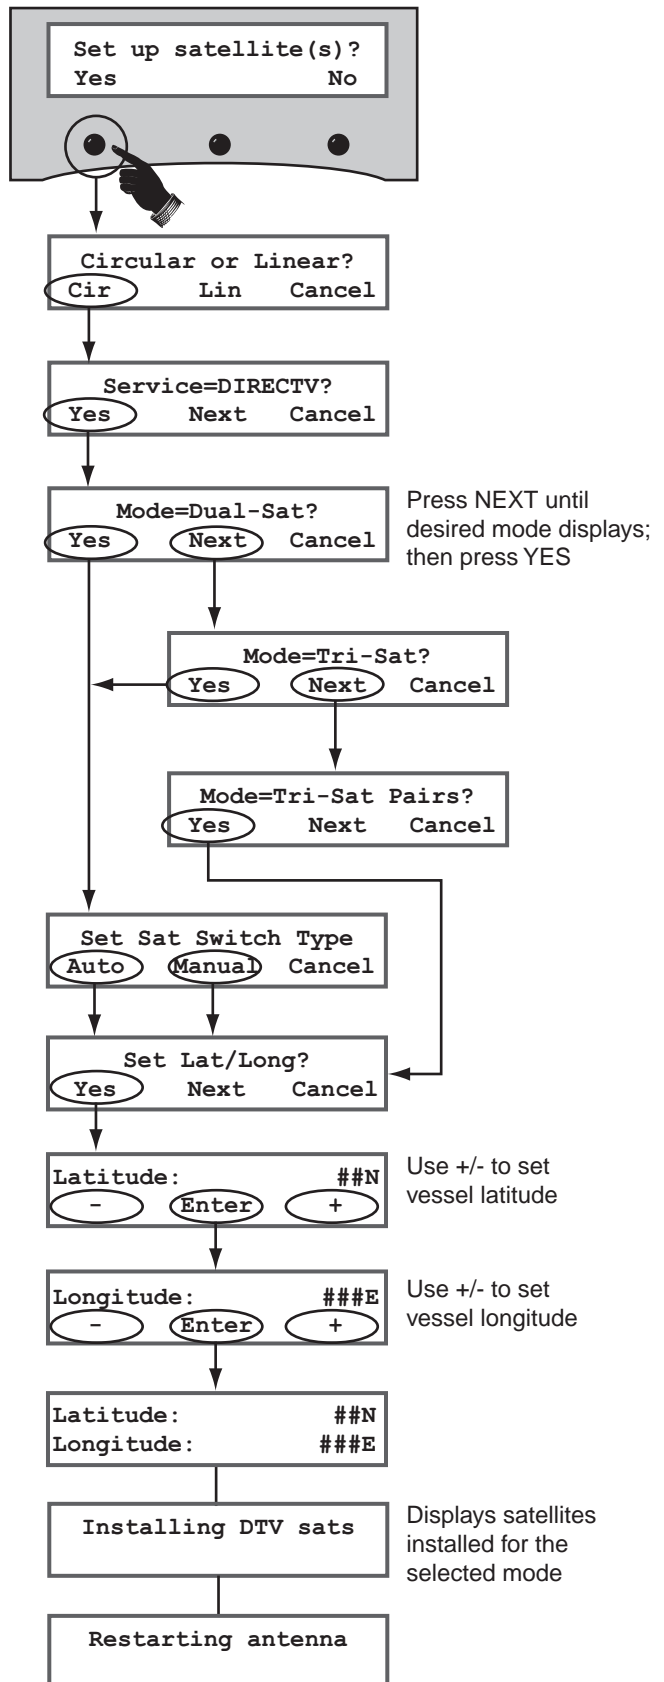 Set up satellite(s)?
Yes No
Circular or Linear?
Cir Lin Cancel
Service=DIRECTV?
Yes Next Cancel
Mode=Dual-Sat?
Yes Next Cancel
Press NEXT until
desired mode displays;
then press YES
Mode=Tri-Sat?
Yes Next Cancel
Mode=Tri-Sat Pairs?
Yes Next Cancel
Set Sat Switch Type
Auto Manual Cancel
Set Lat/Long?
Yes Next Cancel
Latitude: ##N
- Enter +
Use +/- to set
vessel latitude
Longitude: ###E
- Enter +
Use +/- to set
vessel longitude
Latitude: ##N
Longitude: ###E
Installing DTV sats
Displays satellites
installed for the
selected mode
Restarting antenna